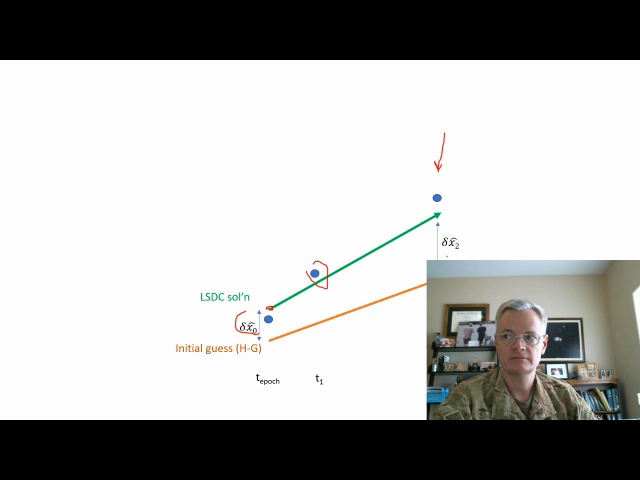 δx̂₂
LSDC sol'n
δx̂₀
Initial guess (H-G)
t_epoch
t₁